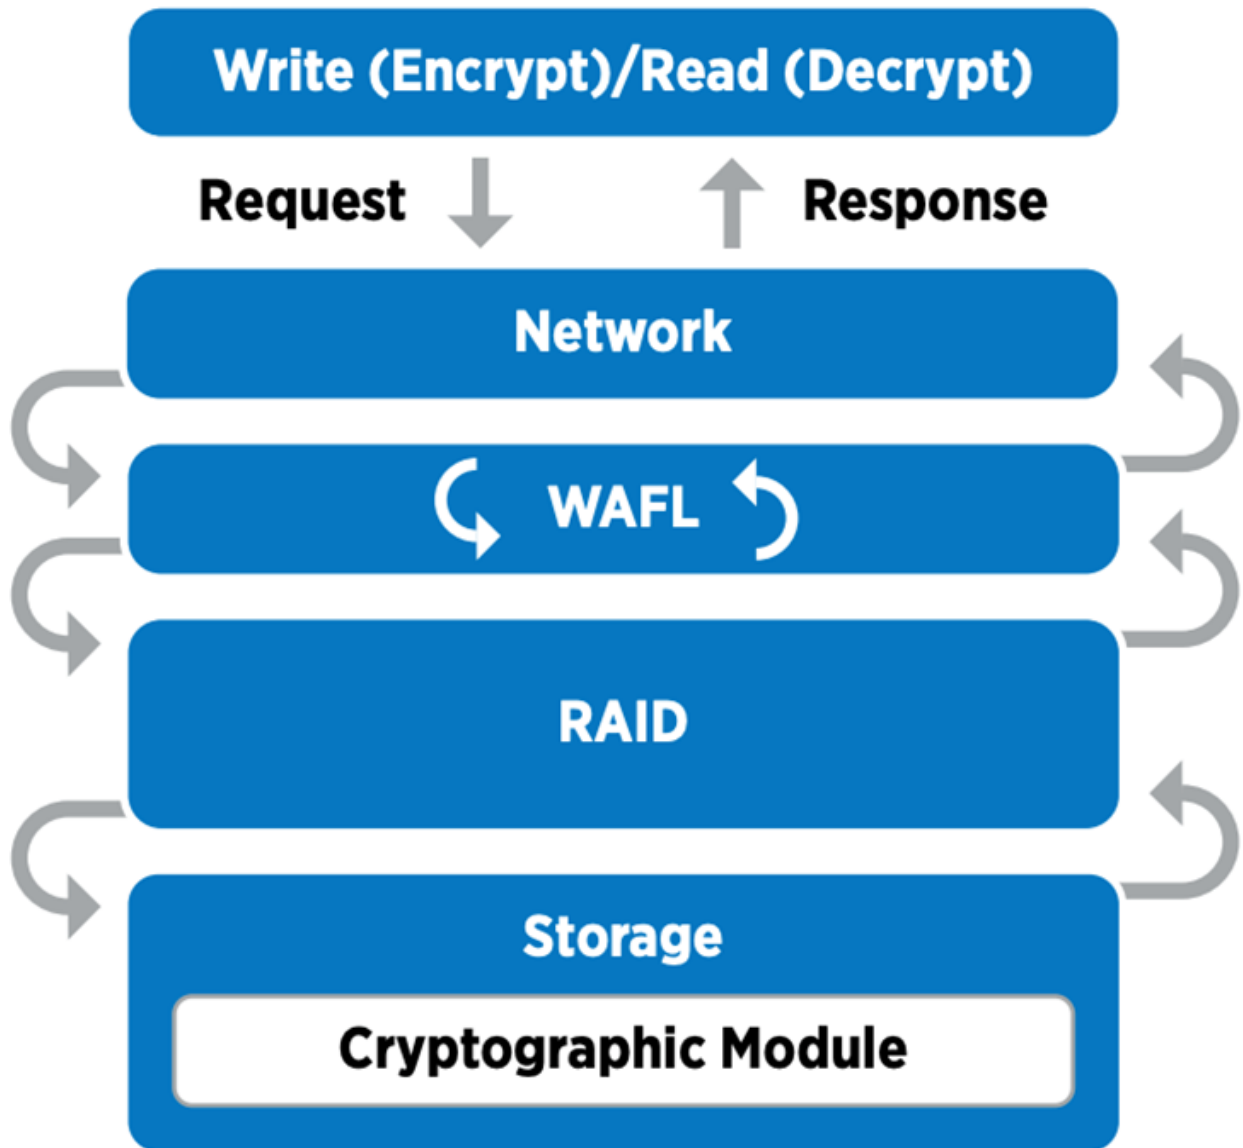 Write (Encrypt)/Read (Decrypt)
Request
Response
Network
WAFL
RAID
Storage
Cryptographic Module